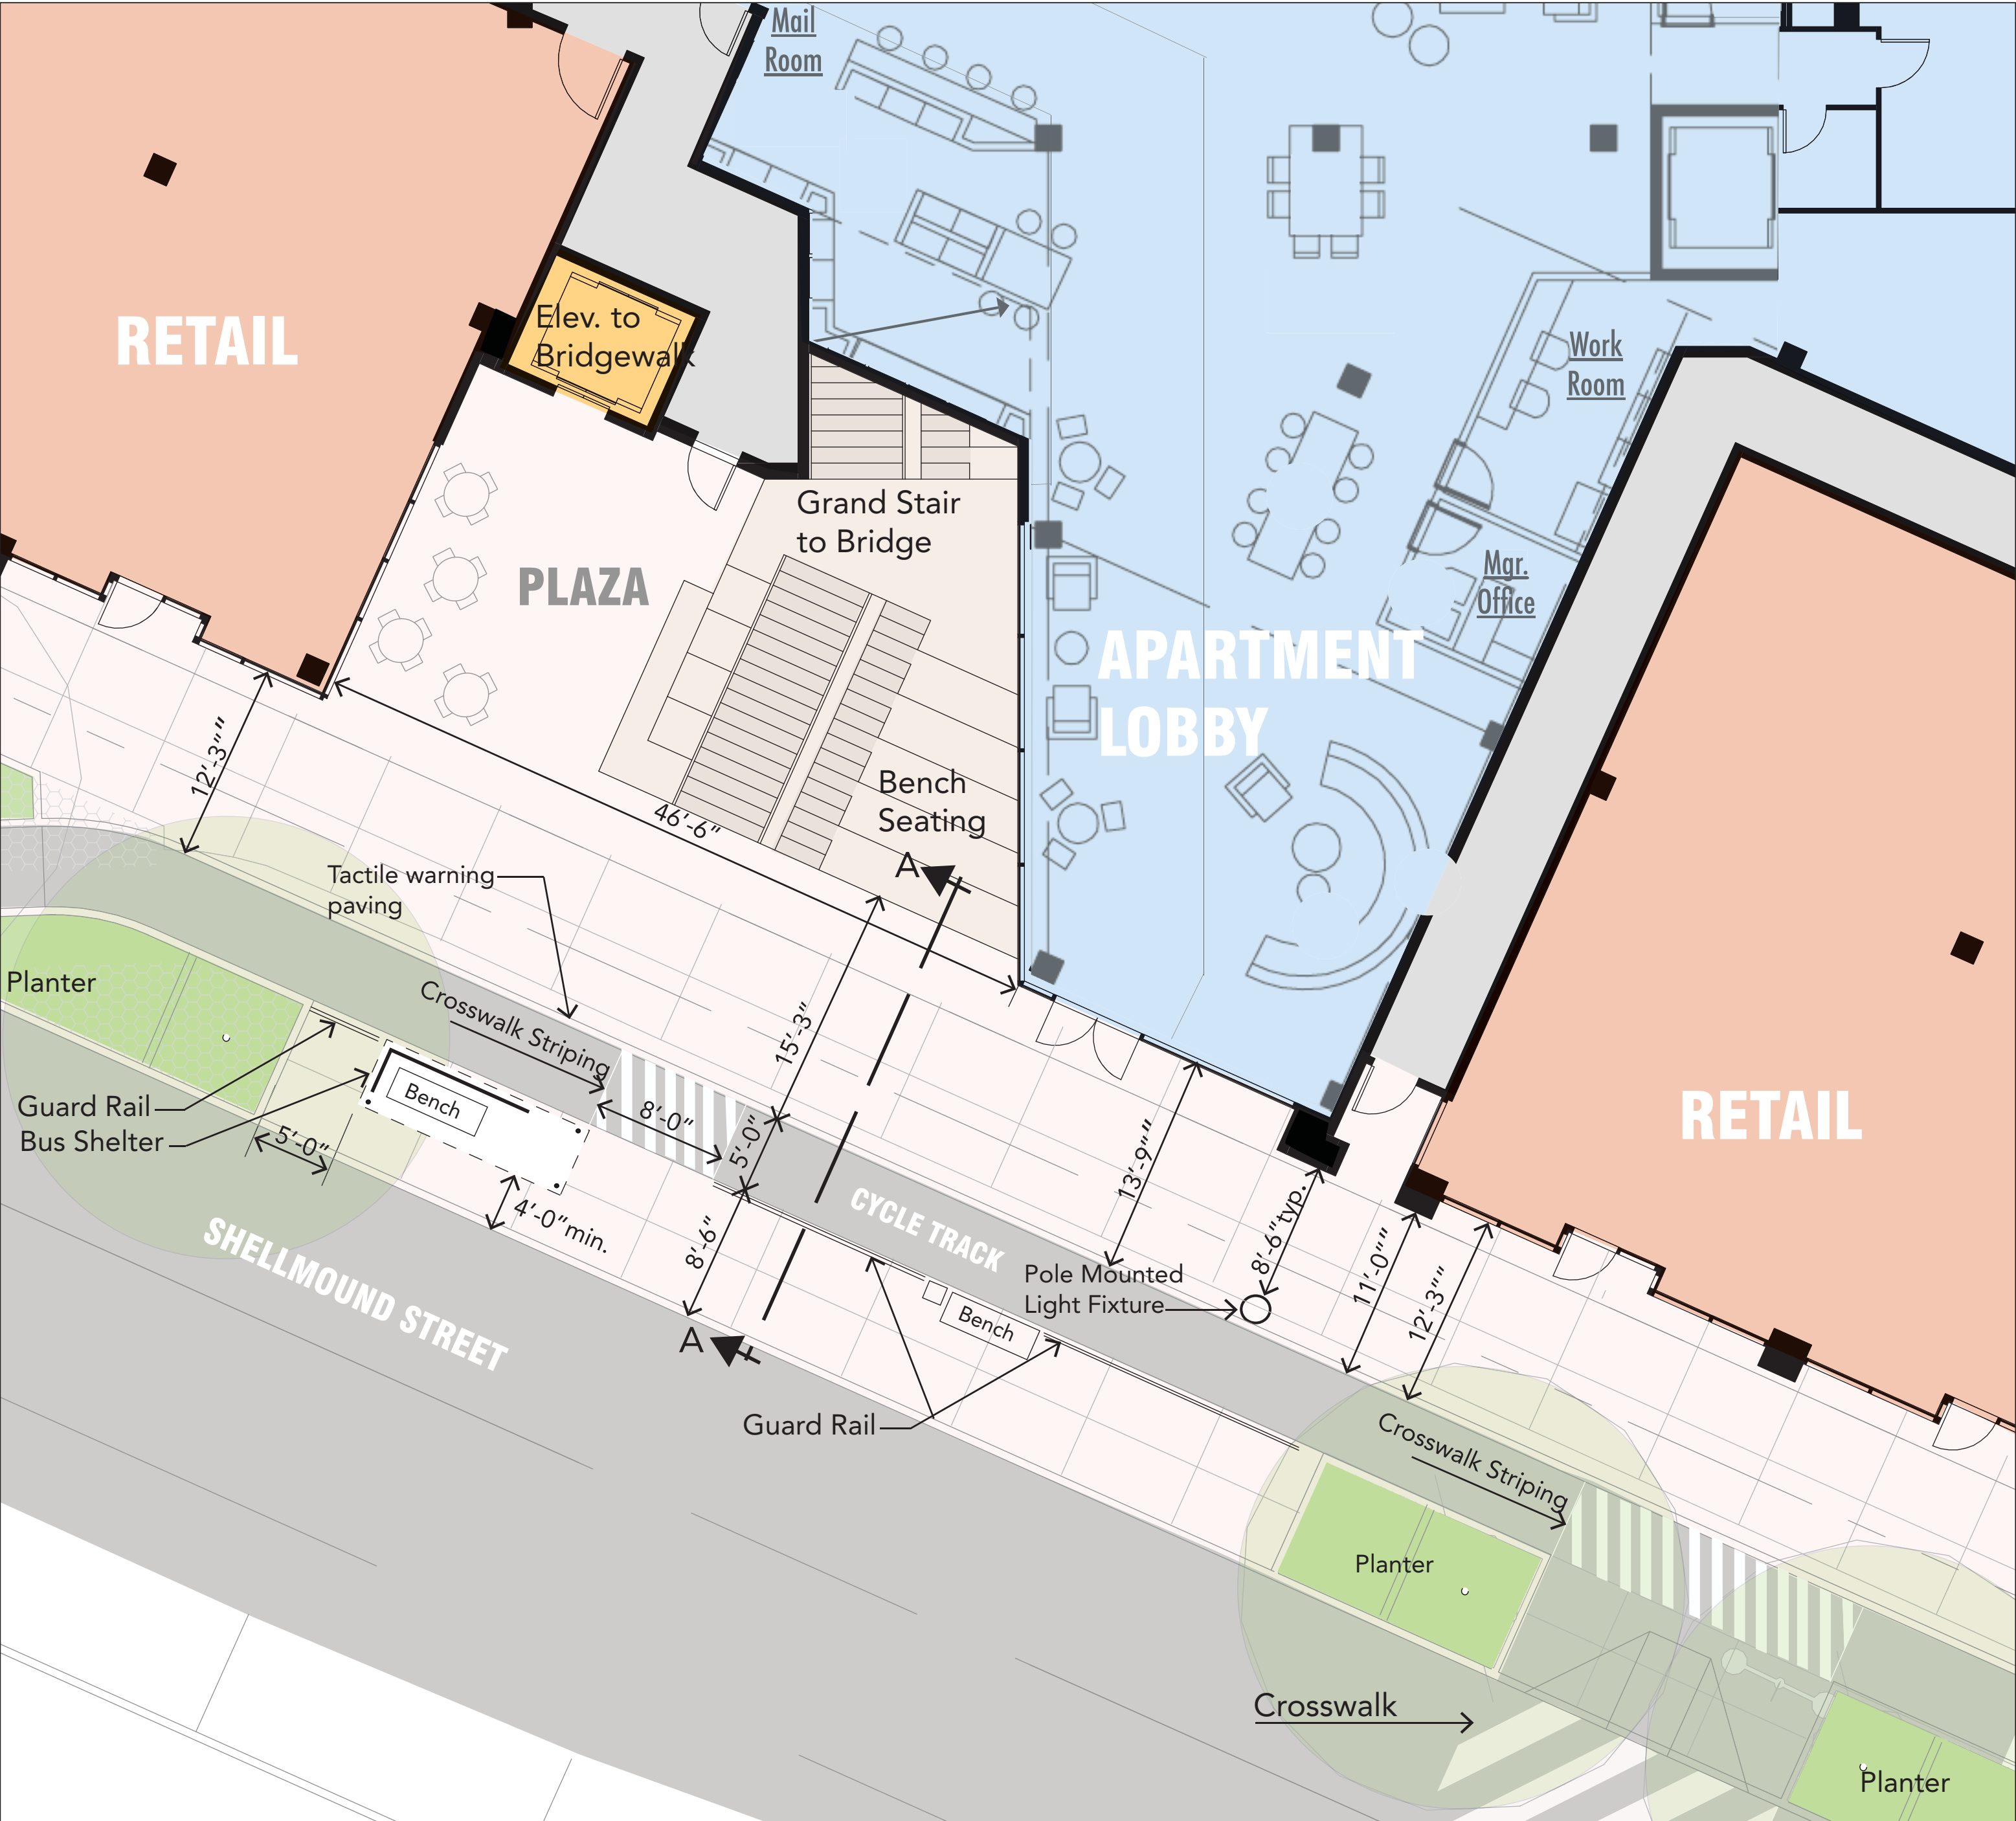 Mail
Room
RETAIL
Elev. to
Bridgewalk
Work
Room
Grand Stair
to Bridge
PLAZA
Mgr.
Office
APARTMENT
LOBBY
12'-3""
46'-6"
Bench
Seating
A
Tactile warning
paving
Planter
Crosswalk Striping
15'-3"
Guard Rail
Bus Shelter
Bench
5'-0"
8'-0"
5'-0"
4'-0"min.
8'-6"
CYCLE TRACK
13'-9""
8'-6"typ.
RETAIL
SHELLMOUND STREET
Pole Mounted
Light Fixture
11'-0""
12'-3""
A
Bench
Guard Rail
Crosswalk Striping
Planter
Crosswalk
Planter